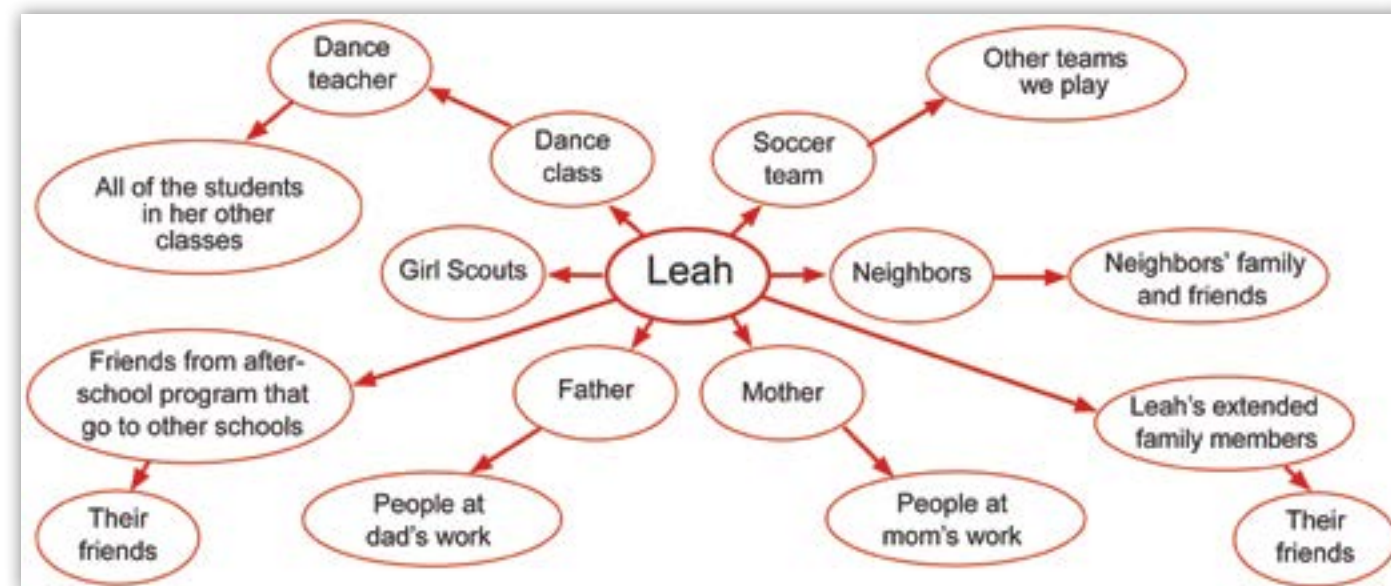 Dance
teacher
Other teams
we play
Dance
class
Soccer
team
All of the students
in her other
classes
Girl Scouts
Leah
Neighbors
Neighbors' family
and friends
Friends from after-
school program that
go to other schools
Father
Mother
Leah's extended
family members
Their
friends
People at
dad's work
People at
mom's work
Their
friends